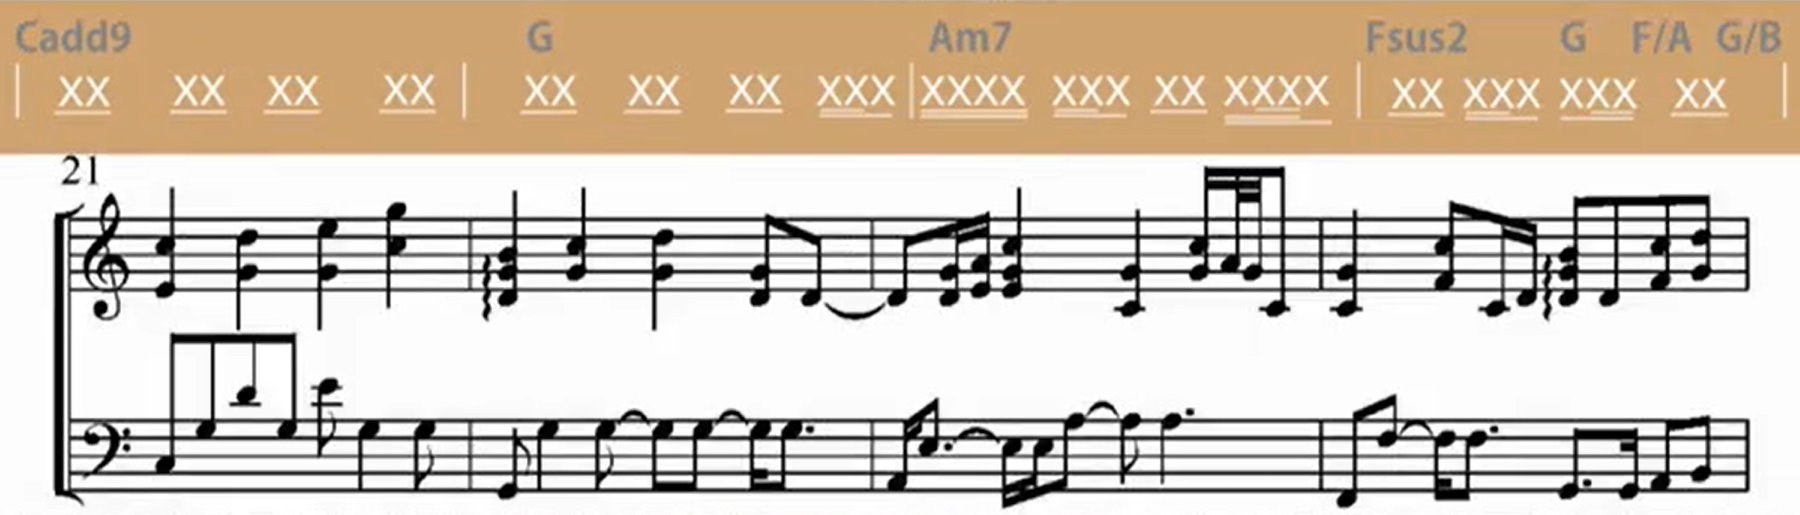 Cadd9 G Am7 Fsus2 G F/A G/B
| XX XX XX XX | XX XX XX XXX | XXXX XXX XX XXXX | XX XXX XXX XX |
21